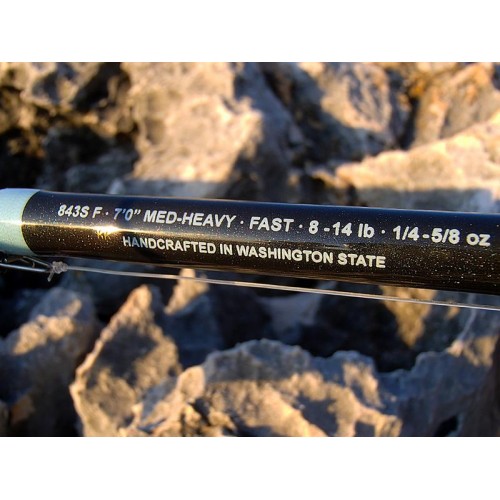 843S F · 7'0" MED-HEAVY · FAST · 8 -14 lb · 1/4 -5/8 oz
HANDCRAFTED IN WASHINGTON STATE